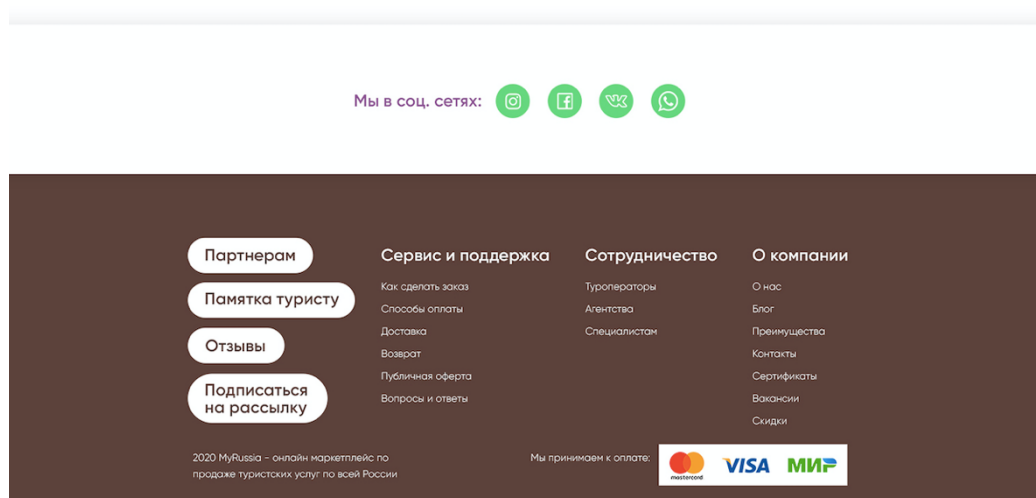 Мы в соц. сетях:
Партнерам
Памятка туристу
Отзывы
Подписаться
на рассылку
Сервис и поддержка
Как сделать заказ
Способы оплаты
Доставка
Возврат
Публичная оферта
Вопросы и ответы
Сотрудничество
Туроператоры
Агентства
Специалистам
О компании
О нас
Блог
Преимущества
Контакты
Сертификаты
Вакансии
Скидки
2020 MyRussia – онлайн маркетплейс по
продаже туристских услуг по всей России
Мы принимаем к оплате:
mastercard
VISA
МИР